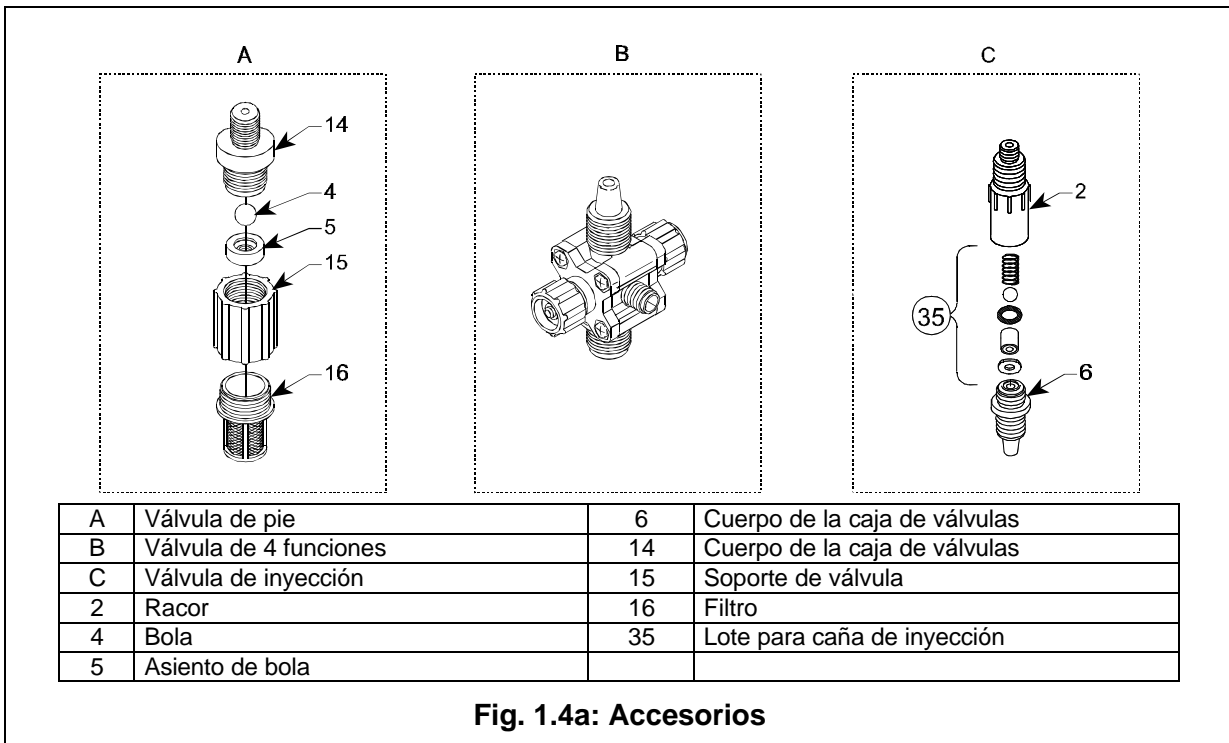 A
B
C
14
4
5
15
16
2
35
6
A Válvula de pie 6 Cuerpo de la caja de válvulas
B Válvula de 4 funciones 14 Cuerpo de la caja de válvulas
C Válvula de inyección 15 Soporte de válvula
2 Racor 16 Filtro
4 Bola 35 Lote para caña de inyección
5 Asiento de bola
Fig. 1.4a: Accesorios